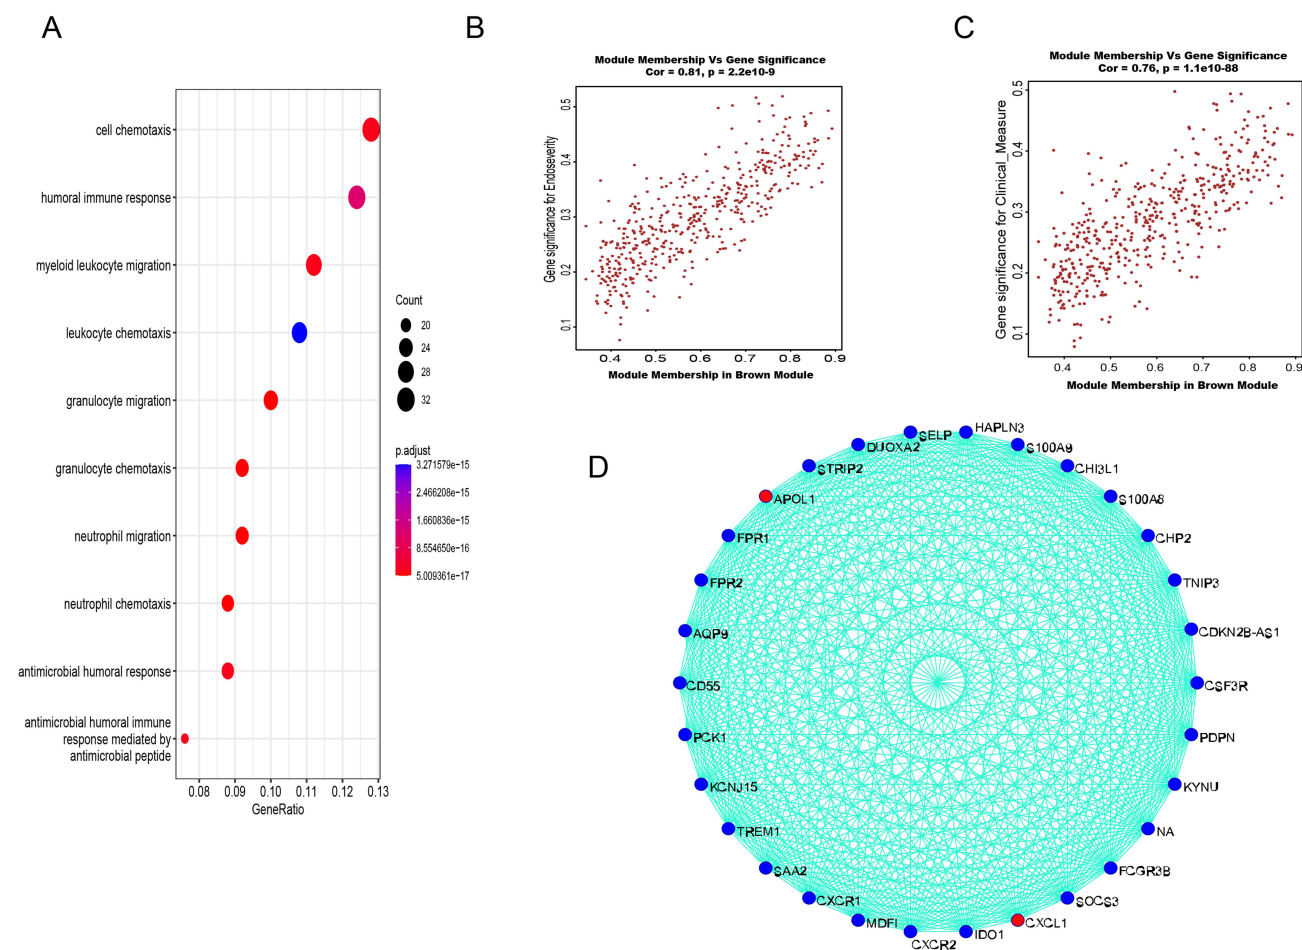 A
cell chemotaxis
humoral immune response
myeloid leukocyte migration
leukocyte chemotaxis
granulocyte migration
granulocyte chemotaxis
neutrophil migration
neutrophil chemotaxis
antimicrobial humoral response
antimicrobial humoral immune
response mediated by
antimicrobial peptide
0.08 0.09 0.10 0.11 0.12 0.13
GeneRatio
Count
20
24
28
32
p.adjust
3.271579e-15
2.466208e-15
1.660836e-15
8.554650e-16
5.009361e-17
B
Module Membership Vs Gene Significance
Cor = 0.81, p = 2.2e10-9
Gene significance for Endoseverity
0.5
0.4
0.3
0.2
0.1
0.4 0.5 0.6 0.7 0.8 0.9
Module Membership in Brown Module
C
Module Membership Vs Gene Significance
Cor = 0.76, p = 1.1e10-88
Gene significance for Clinical_Measure
0.5
0.4
0.3
0.2
0.1
0.4 0.5 0.6 0.7 0.8 0.9
Module Membership in Brown Module
D
HAPLN3
S100A9
CHI3L1
S100A8
CHP2
TNIP3
CDKN2B-AS1
CSF3R
PDPN
KYNU
NA
FCGR3B
SOCS3
CXCL1
IDO1
CXCR2
MDFI
CXCR1
SAA2
TREM1
KCNJ15
PCK1
CD55
AQP9
FPR2
FPR1
APOL1
STRIP2
DUOXA2
SELP